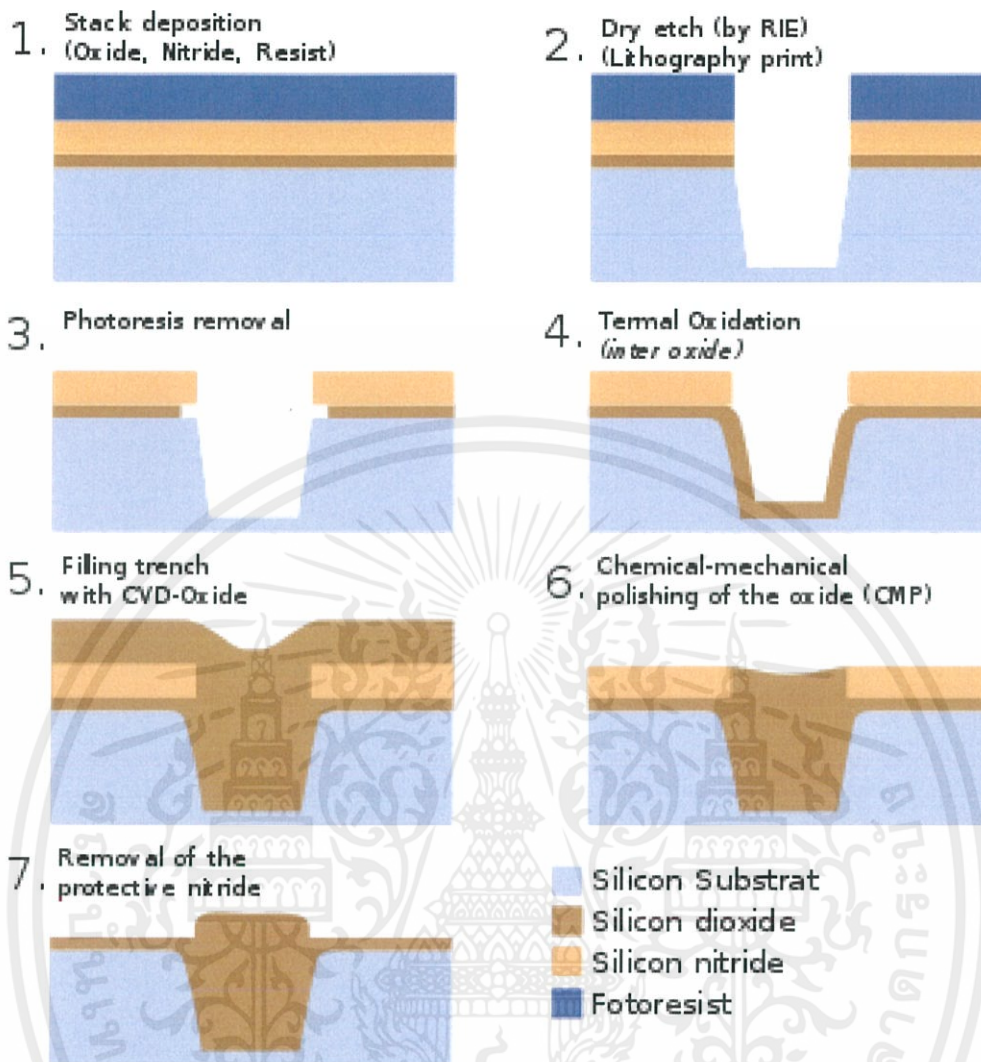 1. Stack deposition
(Oxide, Nitride, Resist)
2. Dry etch (by RIE)
(Lithography print)
3. Photoresis removal
4. Termal Oxidation
(inter oxide)
5. Filing trench
with CVD-Oxide
6. Chemical-mechanical
polishing of the oxide (CMP)
7. Removal of the
protective nitride
Silicon Substrat
Silicon dioxide
Silicon nitride
Fotoresist